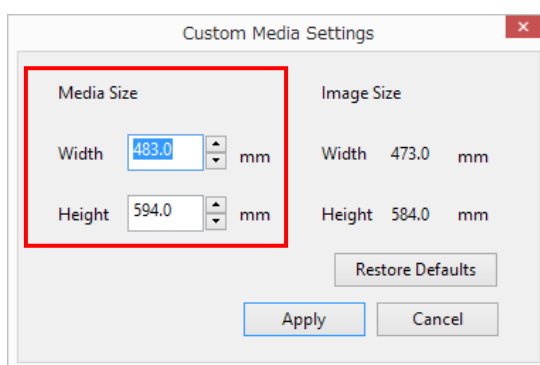 Custom Media Settings
Media Size Image Size
Width 483.0 mm Width 473.0 mm
Height 594.0 mm Height 584.0 mm
Restore Defaults
Apply Cancel